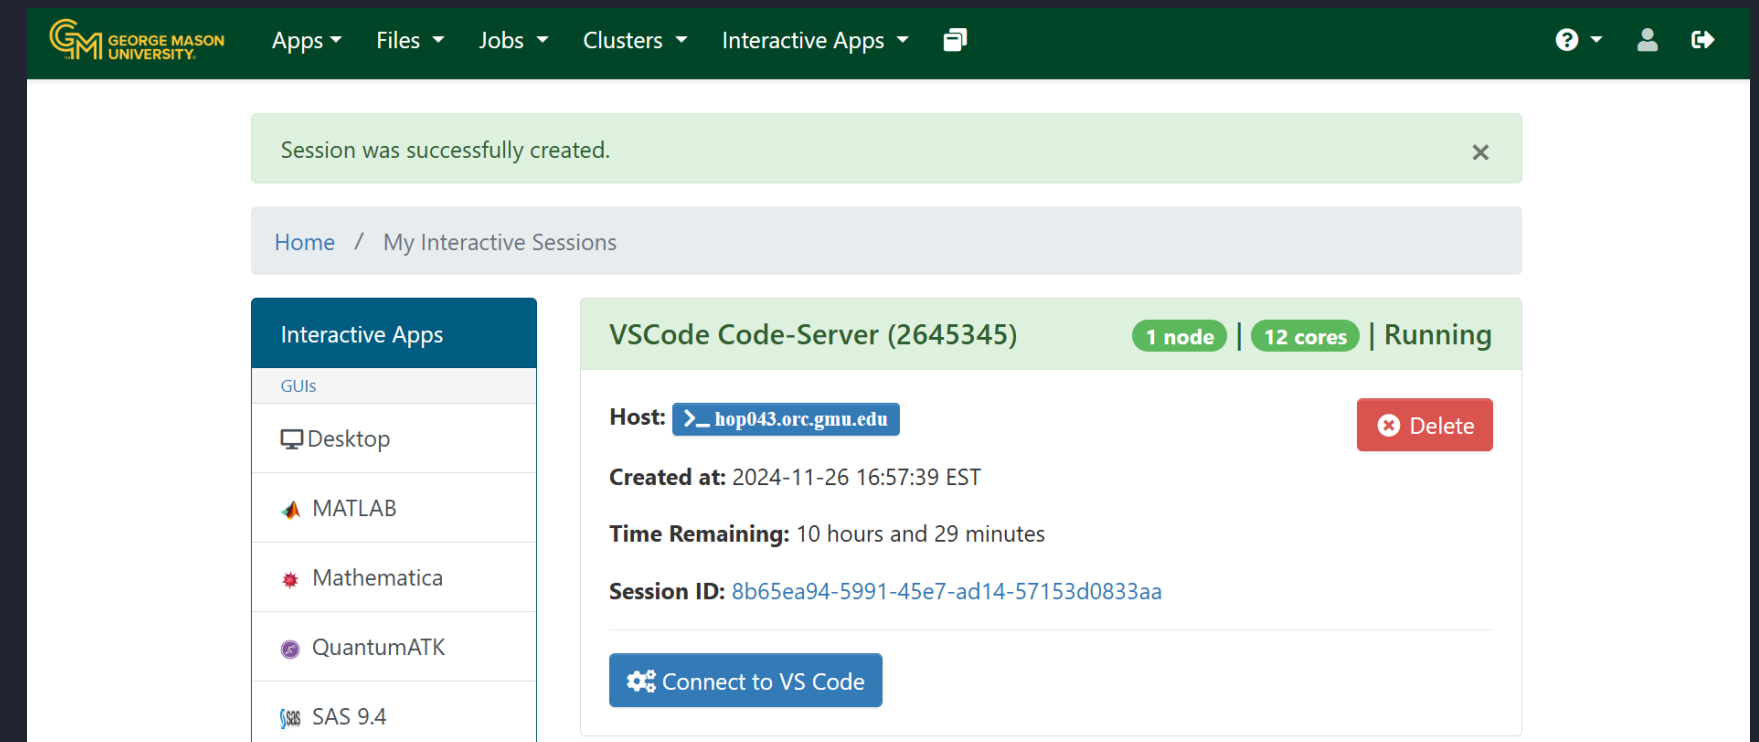 GEORGE MASON
UNIVERSITY.
Apps Files Jobs Clusters Interactive Apps
Session was successfully created.
Home / My Interactive Sessions
Interactive Apps
GUIs
Desktop
MATLAB
Mathematica
QuantumATK
SAS 9.4
VSCode Code-Server (2645345)
1 node | 12 cores | Running
Host: >_ hop043.orc.gmu.edu
Delete
Created at: 2024-11-26 16:57:39 EST
Time Remaining: 10 hours and 29 minutes
Session ID: 8b65ea94-5991-45e7-ad14-57153d0833aa
Connect to VS Code